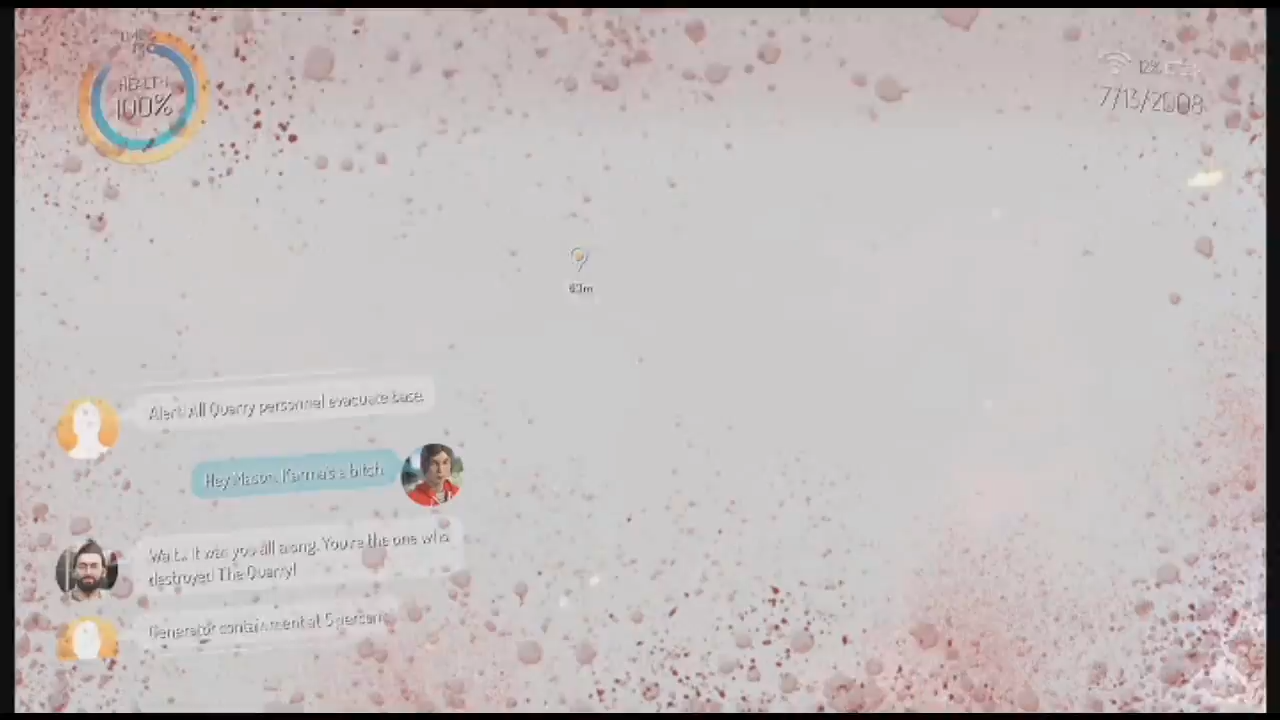 HEALTH
100%
12%
7/13/2008
63m
Alert! All Quarry personnel evacuate base.
Hey Mason. Karma's a bitch.
Wait... It was you all along. You're the one who
destroyed The Quarry!
Generator containment at 5 percent